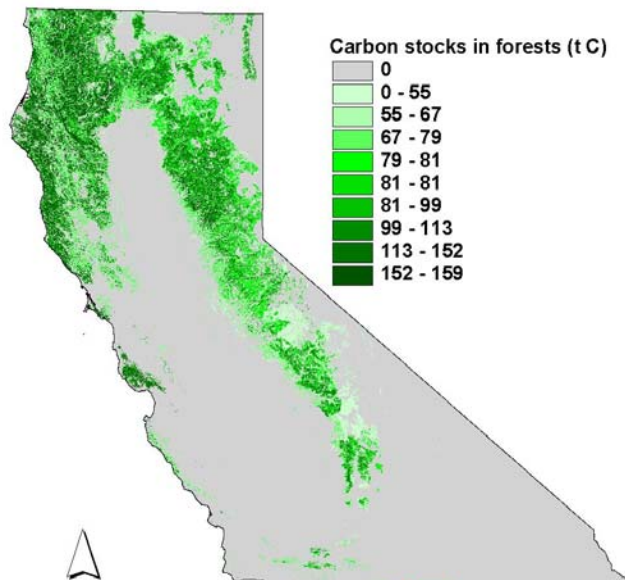 Carbon stocks in forests (t C)
0
0 - 55
55 - 67
67 - 79
79 - 81
81 - 81
81 - 99
99 - 113
113 - 152
152 - 159